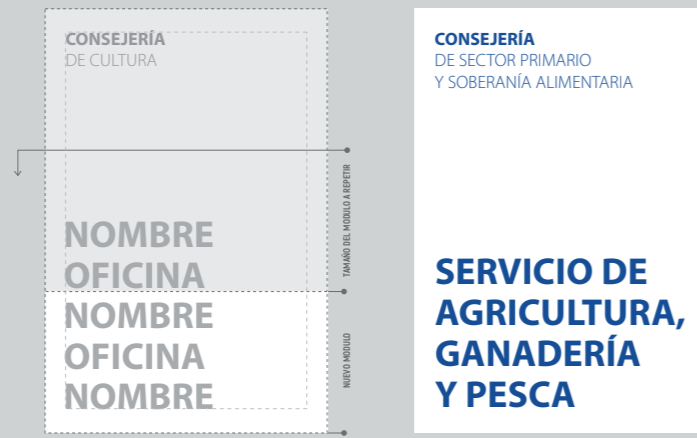 CONSEJERÍA
DE CULTURA
NOMBRE
OFICINA
NOMBRE
OFICINA
NOMBRE
TAMAÑO DEL MODULO A REPETIR
NUEVO MODULO
CONSEJERÍA
DE SECTOR PRIMARIO
Y SOBERANÍA ALIMENTARIA
SERVICIO DE
AGRICULTURA,
GANADERÍA
Y PESCA